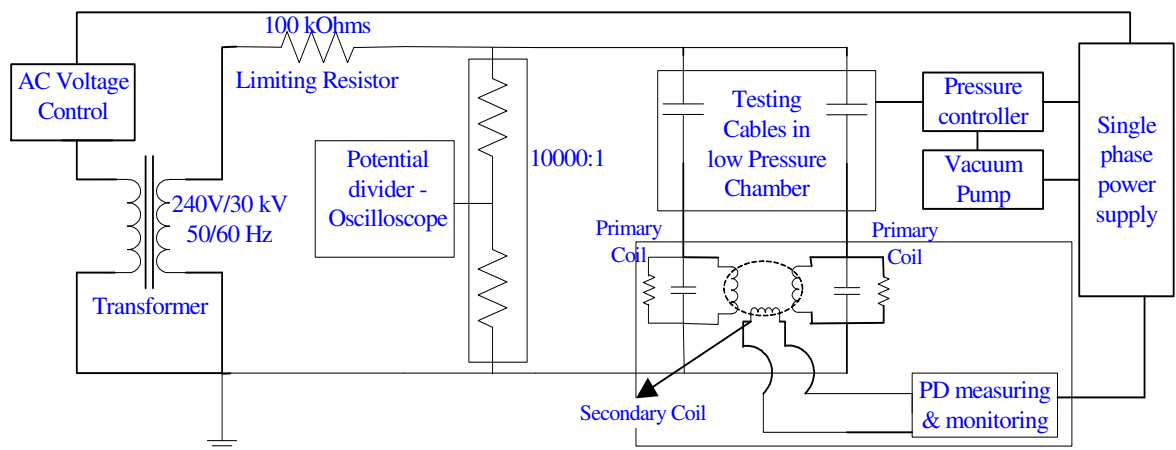 100 kOhms
Limiting Resistor
AC Voltage
Control
240V/30 kV
50/60 Hz
Transformer
Potential
divider -
Oscilloscope
10000:1
Testing
Cables in
low Pressure
Chamber
Pressure
controller
Vacuum
Pump
Single
phase
power
supply
Primary
Coil
Primary
Coil
Secondary Coil
PD measuring
& monitoring